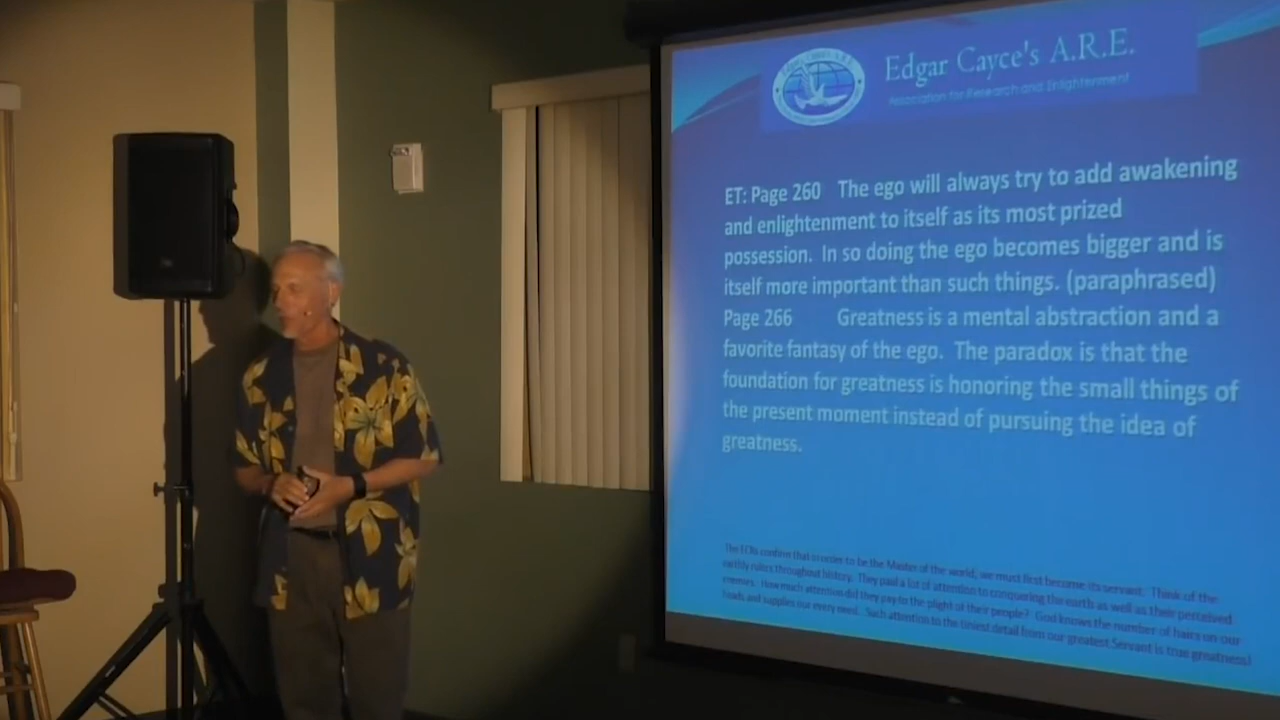 Edgar Cayce's A.R.E.
Association for Research and Enlightenment
ET: Page 260 The ego will always try to add awakening
and enlightenment to itself as its most prized
possession. In so doing the ego becomes bigger and is
itself more important than such things. (paraphrased)
Page 266 Greatness is a mental abstraction and a
favorite fantasy of the ego. The paradox is that the
foundation for greatness is honoring the small things of
the present moment instead of pursuing the idea of
greatness.
The ECRs confirm that in order to be the Master of the world, we must first become its servant. Think of the
earthly rulers throughout history. They paid a lot of attention to conquering the earth as well as their perceived
enemies. How much attention did they pay to the plight of their people? God knows the number of hairs on our
heads and supplies our every need. Such attention to the tiniest detail from our greatest Servant is true greatness!